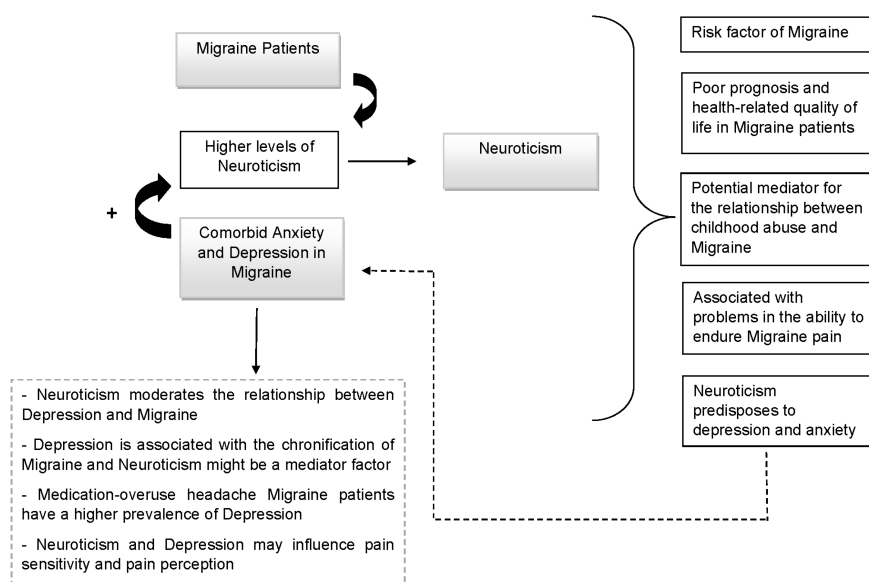 Migraine Patients
Higher levels of
Neuroticism
+
Comorbid Anxiety
and Depression in
Migraine
- Neuroticism moderates the relationship between
Depression and Migraine
- Depression is associated with the chronification of
Migraine and Neuroticism might be a mediator factor
- Medication-overuse headache Migraine patients
have a higher prevalence of Depression
- Neuroticism and Depression may influence pain
sensitivity and pain perception
Neuroticism
Risk factor of Migraine
Poor prognosis and
health-related quality of
life in Migraine patients
Potential mediator for
the relationship between
childhood abuse and
Migraine
Associated with
problems in the ability to
endure Migraine pain
Neuroticism
predisposes to
depression and anxiety